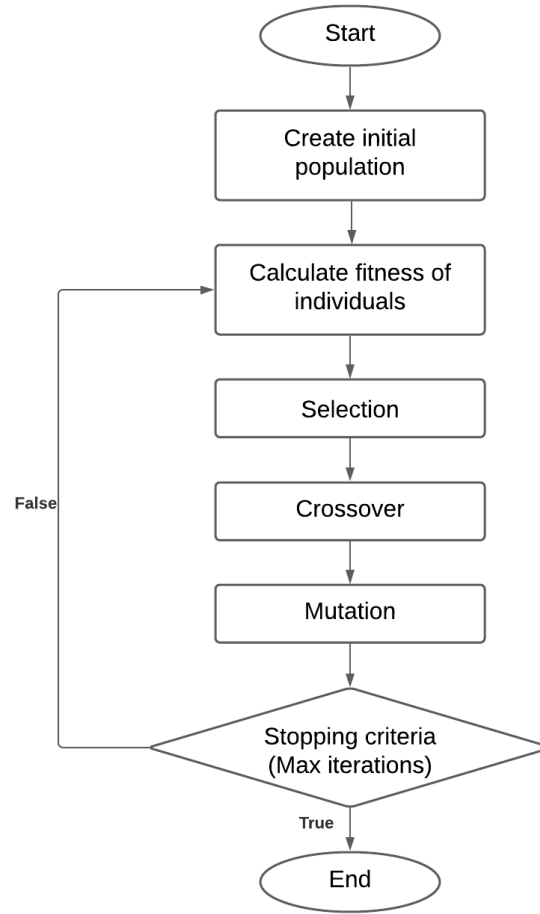 Start
Create initial
population
Calculate fitness of
individuals
Selection
Crossover
Mutation
Stopping criteria
(Max iterations)
False
True
End